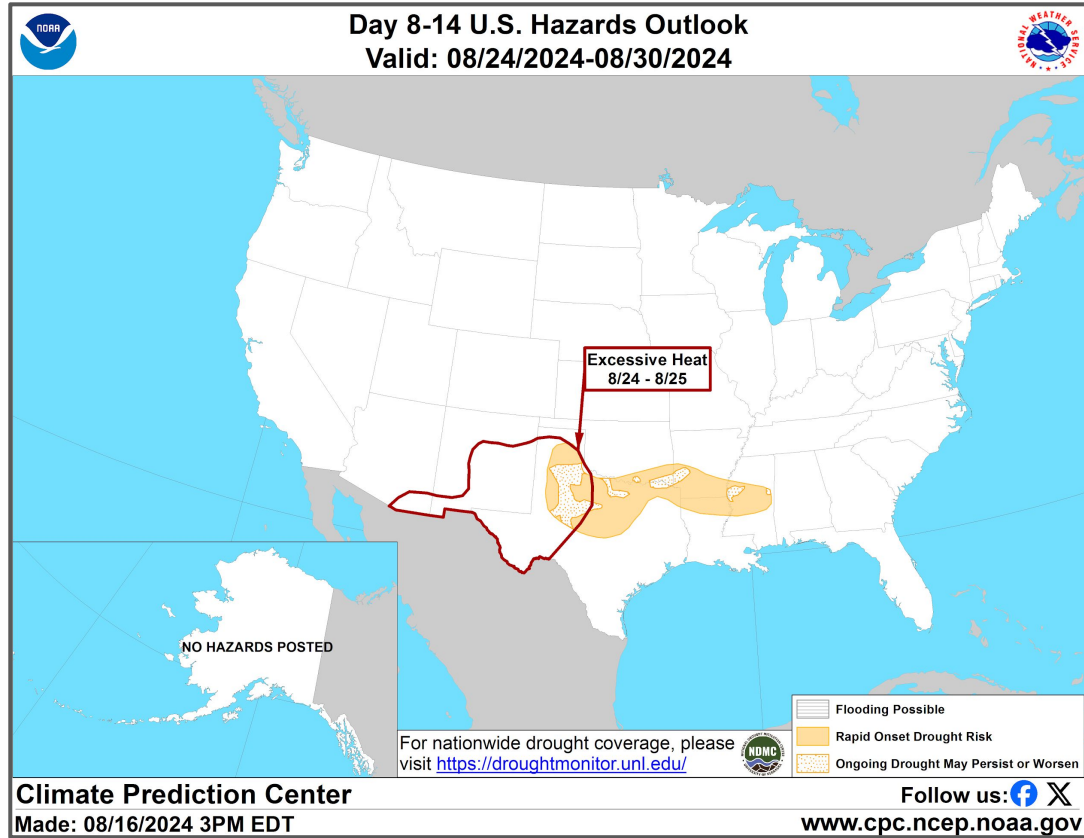 NOAA
Day 8-14 U.S. Hazards Outlook
Valid: 08/24/2024-08/30/2024
NATIONAL WEATHER SERVICE
Excessive Heat
8/24 - 8/25
NO HAZARDS POSTED
For nationwide drought coverage, please
visit https://droughtmonitor.unl.edu/
NDMC
Flooding Possible
Rapid Onset Drought Risk
Ongoing Drought May Persist or Worsen
Climate Prediction Center
Follow us:
Made: 08/16/2024 3PM EDT
www.cpc.ncep.noaa.gov